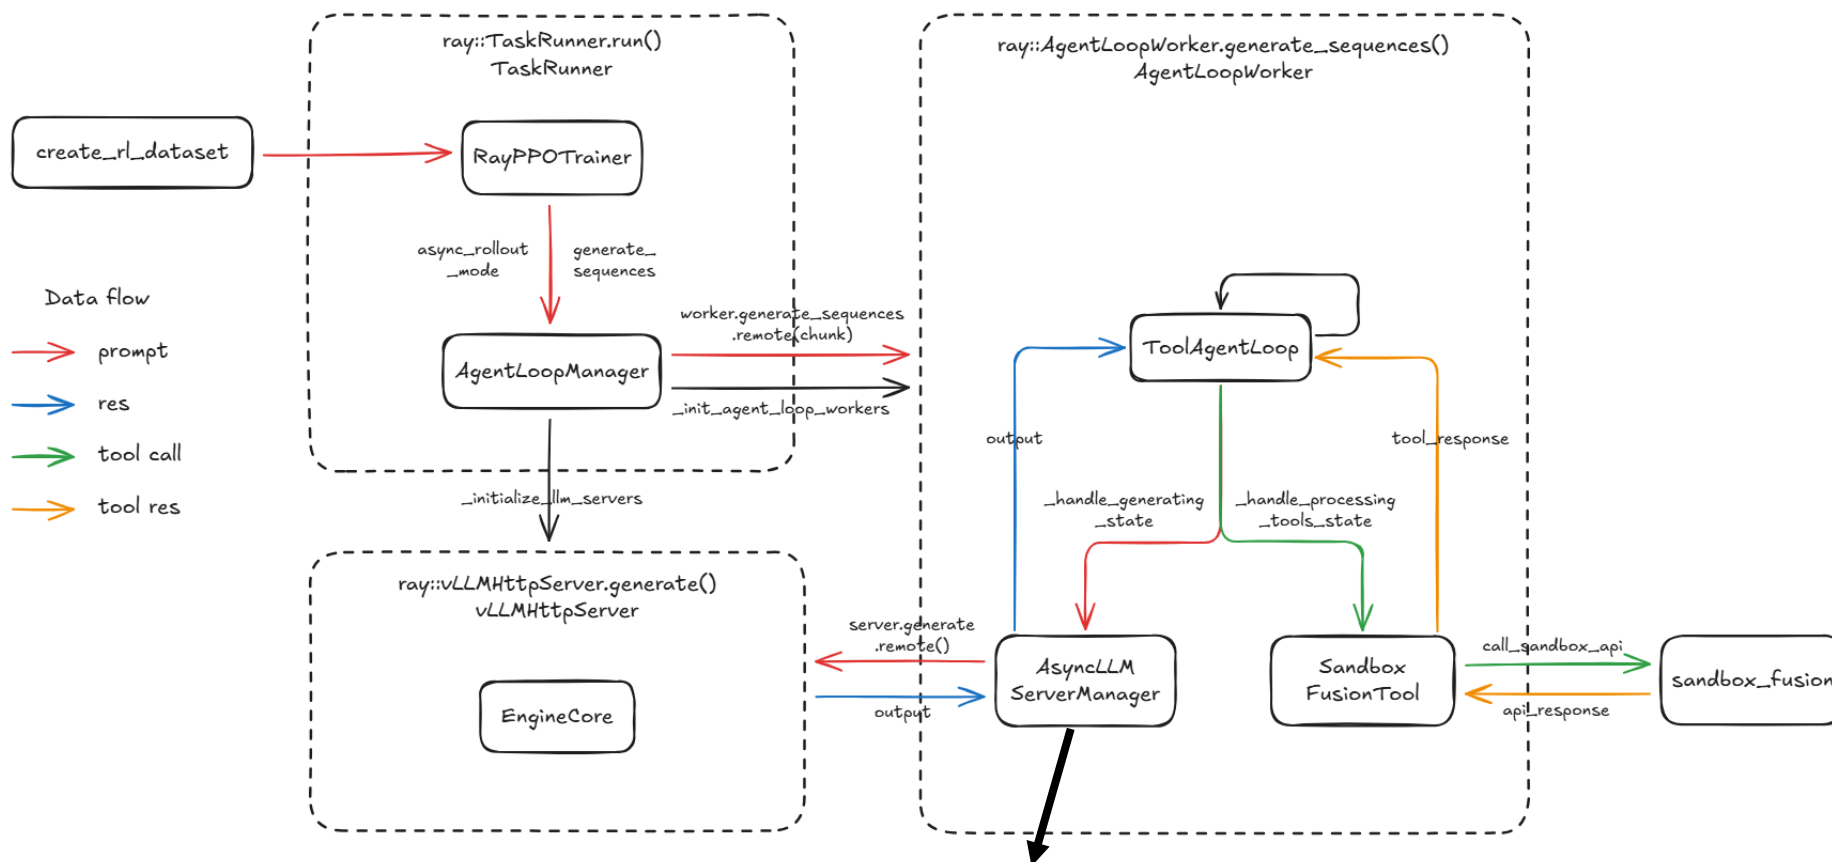 ray::TaskRunner.run()
TaskRunner
ray::AgentLoopWorker.generate_sequences()
AgentLoopWorker
create_rl_dataset
RayPPOTrainer
async_rollout
_mode
generate_
sequences
Data flow
prompt
res
tool call
tool res
AgentLoopManager
worker.generate_sequences
.remote(chunk)
_init_agent_loop_workers
_initialize_llm_servers
ToolAgentLoop
output
tool_response
_handle_generating
_state
_handle_processing
_tools_state
ray::vLLMHttpServer.generate()
vLLMHttpServer
EngineCore
server.generate
.remote()
output
AsyncLLM
ServerManager
Sandbox
FusionTool
call_sandbox_api
api_response
sandbox_fusion